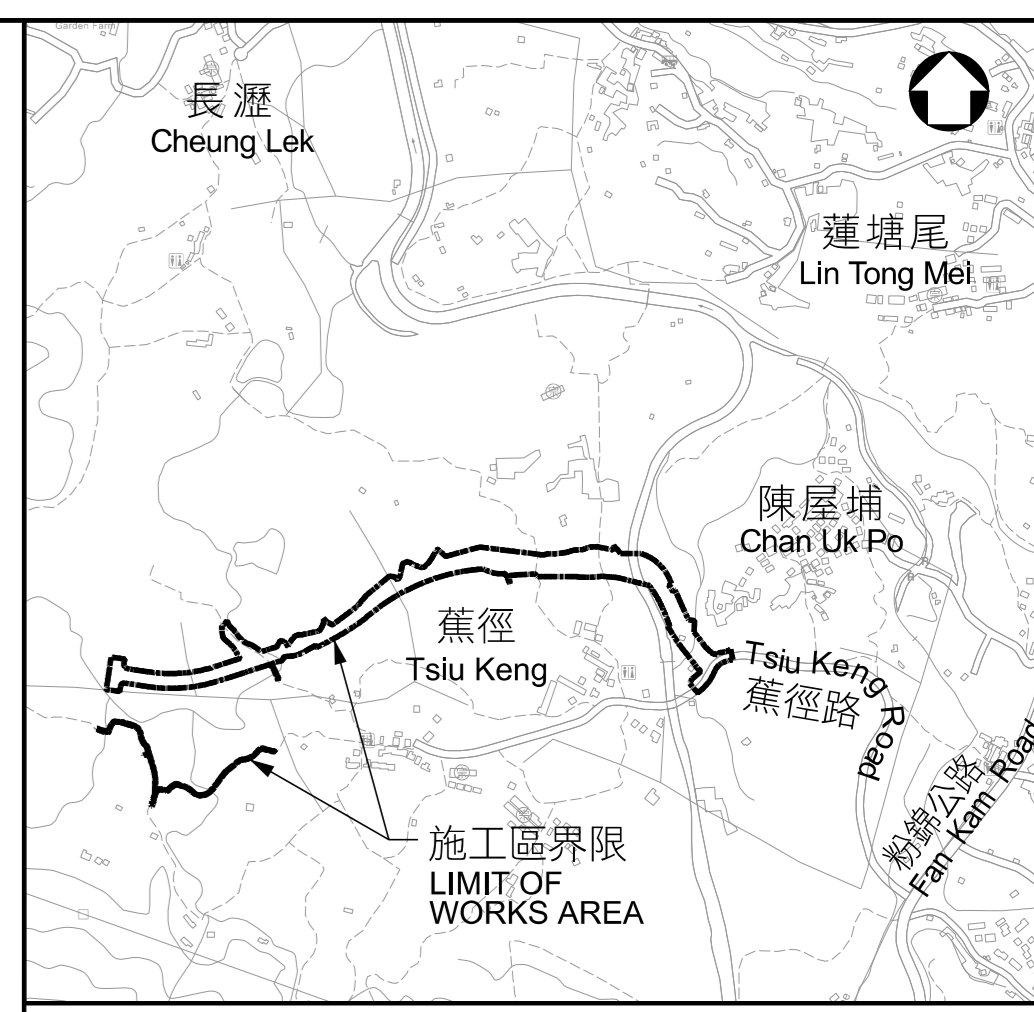 Garden Farm
長瀝
Cheung Lek
蓮塘尾
Lin Tong Mei
陳屋埔
Chan Uk Po
蕉徑
Tsiu Keng
Tsiu Keng Road
蕉徑路
粉錦公路
Fan Kam Road
施工區界限
LIMIT OF
WORKS AREA